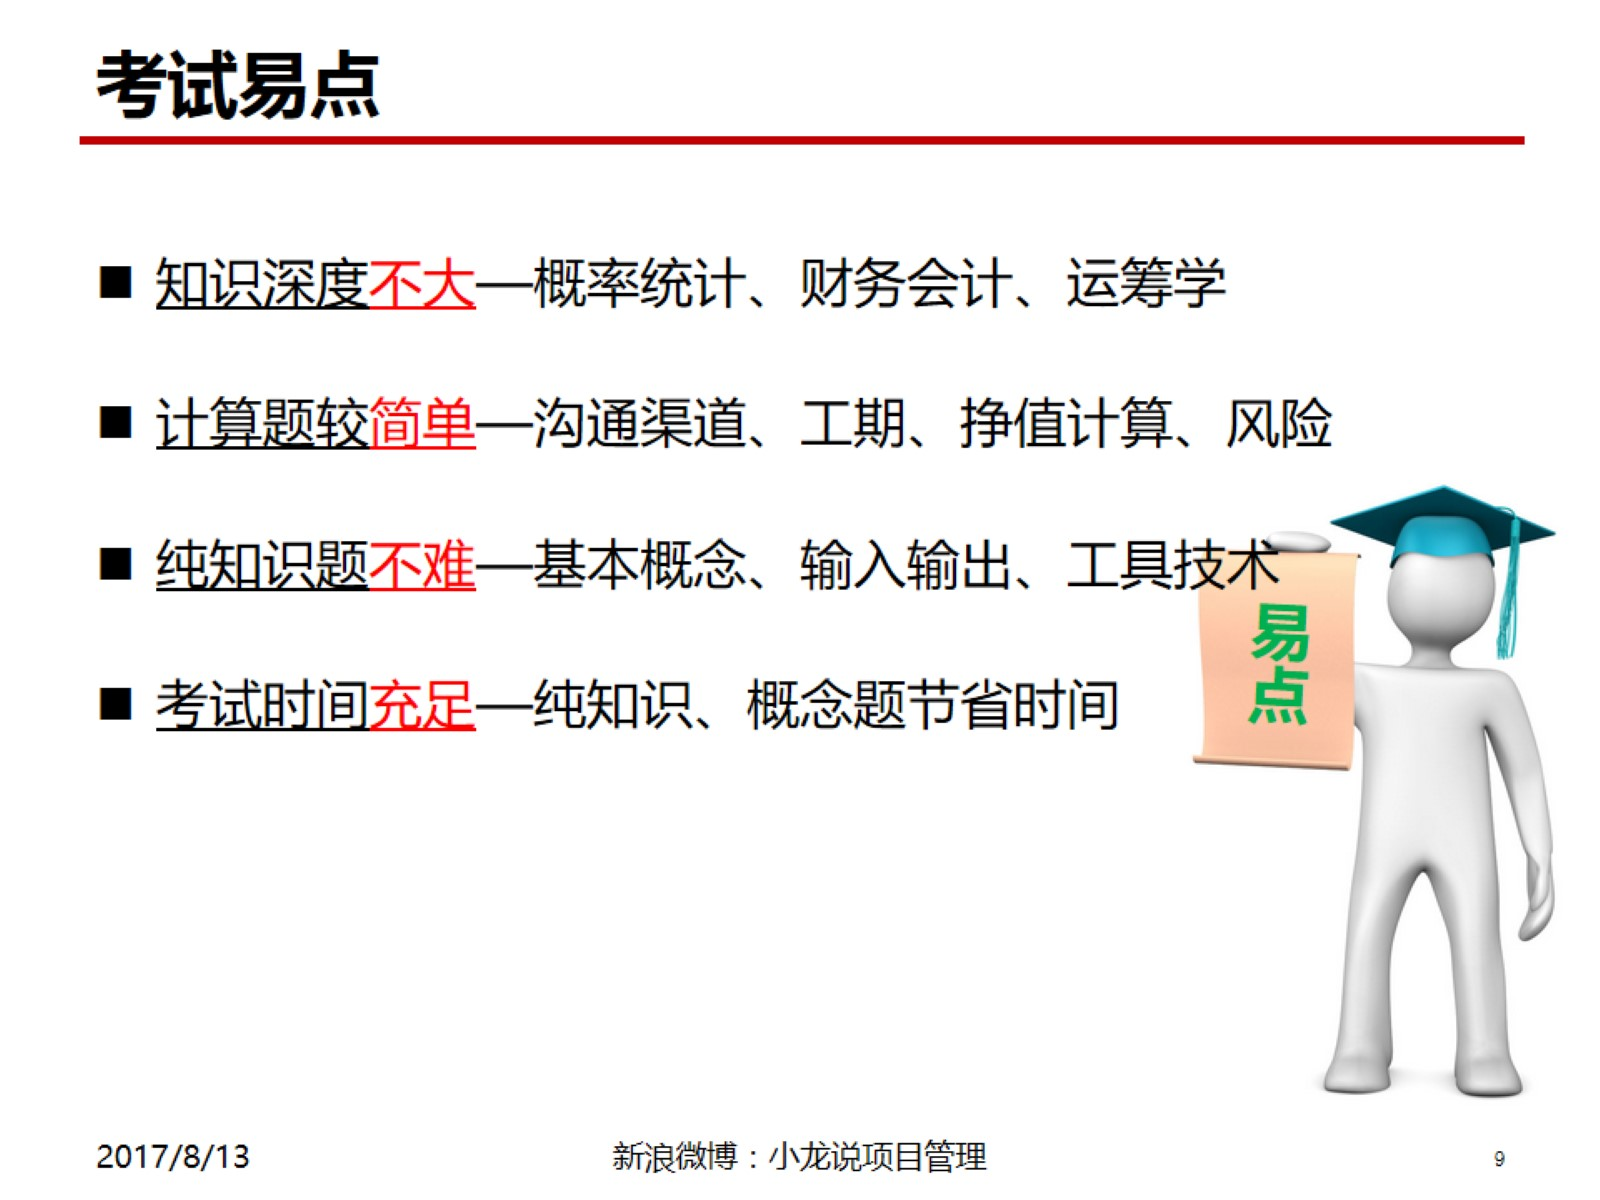 考试易点
■ 知识深度不大—概率统计、财务会计、运筹学
■ 计算题较简单—沟通渠道、工期、挣值计算、风险
■ 纯知识题不难—基本概念、输入输出、工具技术
易
点
■ 考试时间充足—纯知识、概念题节省时间
2017/8/13
新浪微博：小龙说项目管理
9